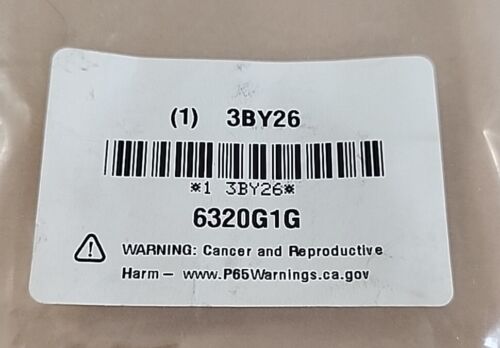 (1) 3BY26
*1 3BY26*
6320G1G
WARNING: Cancer and Reproductive
Harm – www.P65Warnings.ca.gov